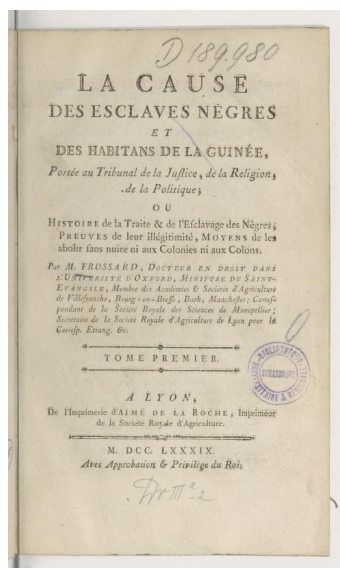 D 189.980
LA CAUSE
DES ESCLAVES NÈGRES
ET
DES HABITANS DE LA GUINÉE,
Portée au Tribunal de la Justice, de la Religion,
de la Politique;
OU
HISTOIRE de la Traite & de l'Esclavage des Nègres,
PREUVES de leur illégitimité, MOYENS de les
abolir sans nuire ni aux Colonies ni aux Colons.
Par M. FROSSARD, DOCTEUR EN DROIT DANS
L'UNIVERSITÉ D'OXFORD, MINISTRE DU SAINT-
EVANGILE, Membre des Académies & Sociétés d'Agriculture
de Villefranche, Bourg-en-Bresse, Bath, Manchester; Corres-
pondant de la Société Royale des Sciences de Montpellier;
Secretaire de la Société Royale d'Agriculture de Lyon pour la
Corresp. Etrang. &c.
TOME PREMIER.
BIBLIOTHÈQUE
STRASBOURG
A LYON,
De l'Imprimerie d'AIMÉ DE LA ROCHE, Imprimeur
de la Société Royale d'Agriculture.
M. DCC. LXXXIX.
Avec Approbation & Privilége du Roi.